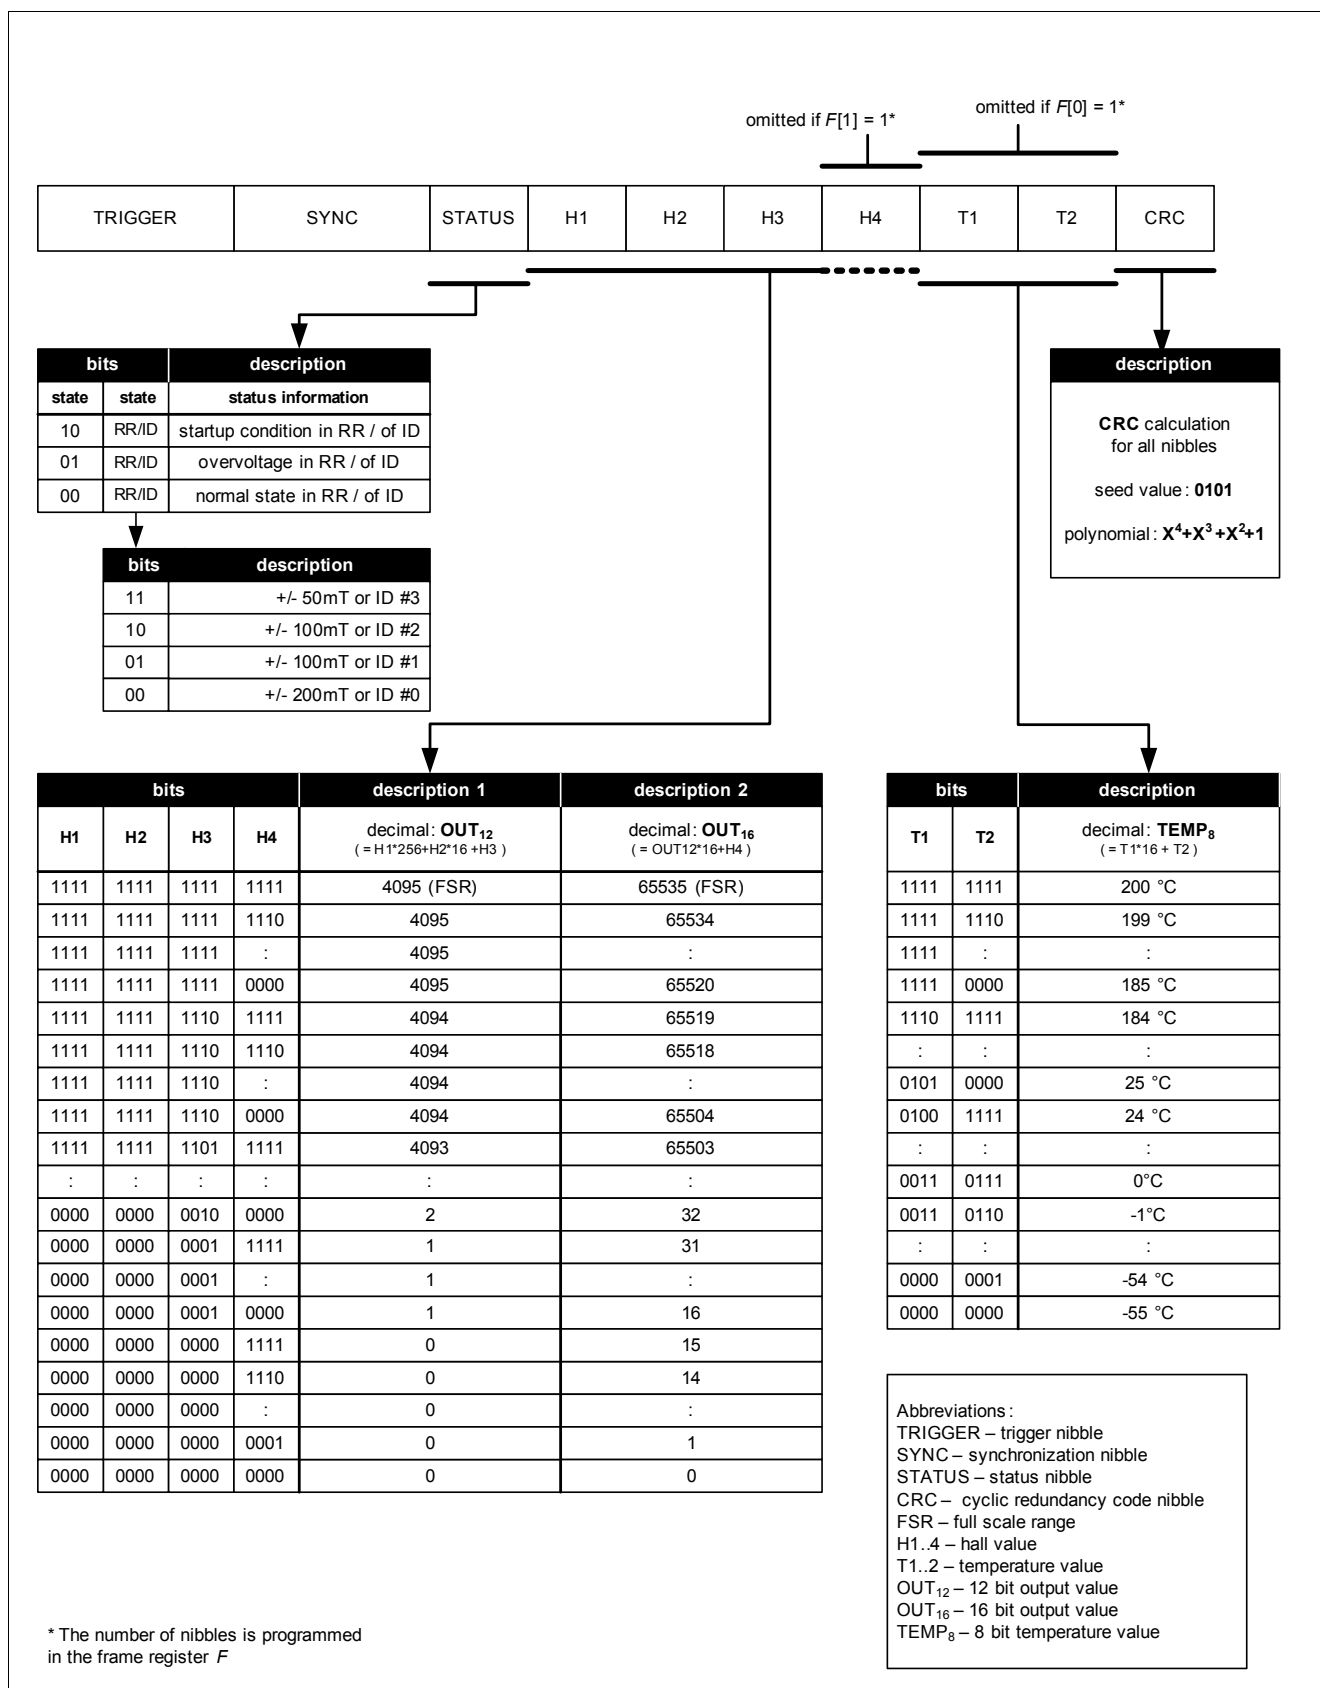 omitted if F[1] = 1*
omitted if F[0] = 1*
TRIGGER SYNC STATUS H1 H2 H3 H4 T1 T2 CRC
bits description
state state status information
10 RR/ID startup condition in RR / of ID
01 RR/ID overvoltage in RR / of ID
00 RR/ID normal state in RR / of ID
bits description
11 +/- 50mT or ID #3
10 +/- 100mT or ID #2
01 +/- 100mT or ID #1
00 +/- 200mT or ID #0
description
CRC calculation
for all nibbles
seed value: 0101
polynomial: X⁴+X³+X²+1
bits description 1 description 2
H1 H2 H3 H4 decimal: OUT₁₂ decimal: OUT₁₆
( = H1*256+H2*16 +H3 ) ( = OUT12*16+H4 )
1111 1111 1111 1111 4095 (FSR) 65535 (FSR)
1111 1111 1111 1110 4095 65534
1111 1111 1111 : 4095 :
1111 1111 1111 0000 4095 65520
1111 1111 1110 1111 4094 65519
1111 1111 1110 1110 4094 65518
1111 1111 1110 : 4094 :
1111 1111 1110 0000 4094 65504
1111 1111 1101 1111 4093 65503
: : : : : :
0000 0000 0010 0000 2 32
0000 0000 0001 1111 1 31
0000 0000 0001 : 1 :
0000 0000 0001 0000 1 16
0000 0000 0000 1111 0 15
0000 0000 0000 1110 0 14
0000 0000 0000 : 0 :
0000 0000 0000 0001 0 1
0000 0000 0000 0000 0 0
bits description
T1 T2 decimal: TEMP₈
( = T1*16 + T2 )
1111 1111 200 °C
1111 1110 199 °C
1111 : :
1111 0000 185 °C
1110 1111 184 °C
: : :
0101 0000 25 °C
0100 1111 24 °C
: : :
0011 0111 0°C
0011 0110 -1°C
: : :
0000 0001 -54 °C
0000 0000 -55 °C
Abbreviations:
TRIGGER – trigger nibble
SYNC – synchronization nibble
STATUS – status nibble
CRC – cyclic redundancy code nibble
FSR – full scale range
H1..4 – hall value
T1..2 – temperature value
OUT₁₂ – 12 bit output value
OUT₁₆ – 16 bit output value
TEMP₈ – 8 bit temperature value
* The number of nibbles is programmed
in the frame register F